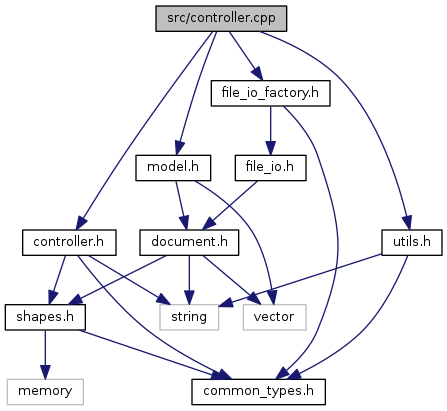 src/controller.cpp
file_io_factory.h
model.h
file_io.h
controller.h
document.h
utils.h
shapes.h
string
vector
memory
common_types.h